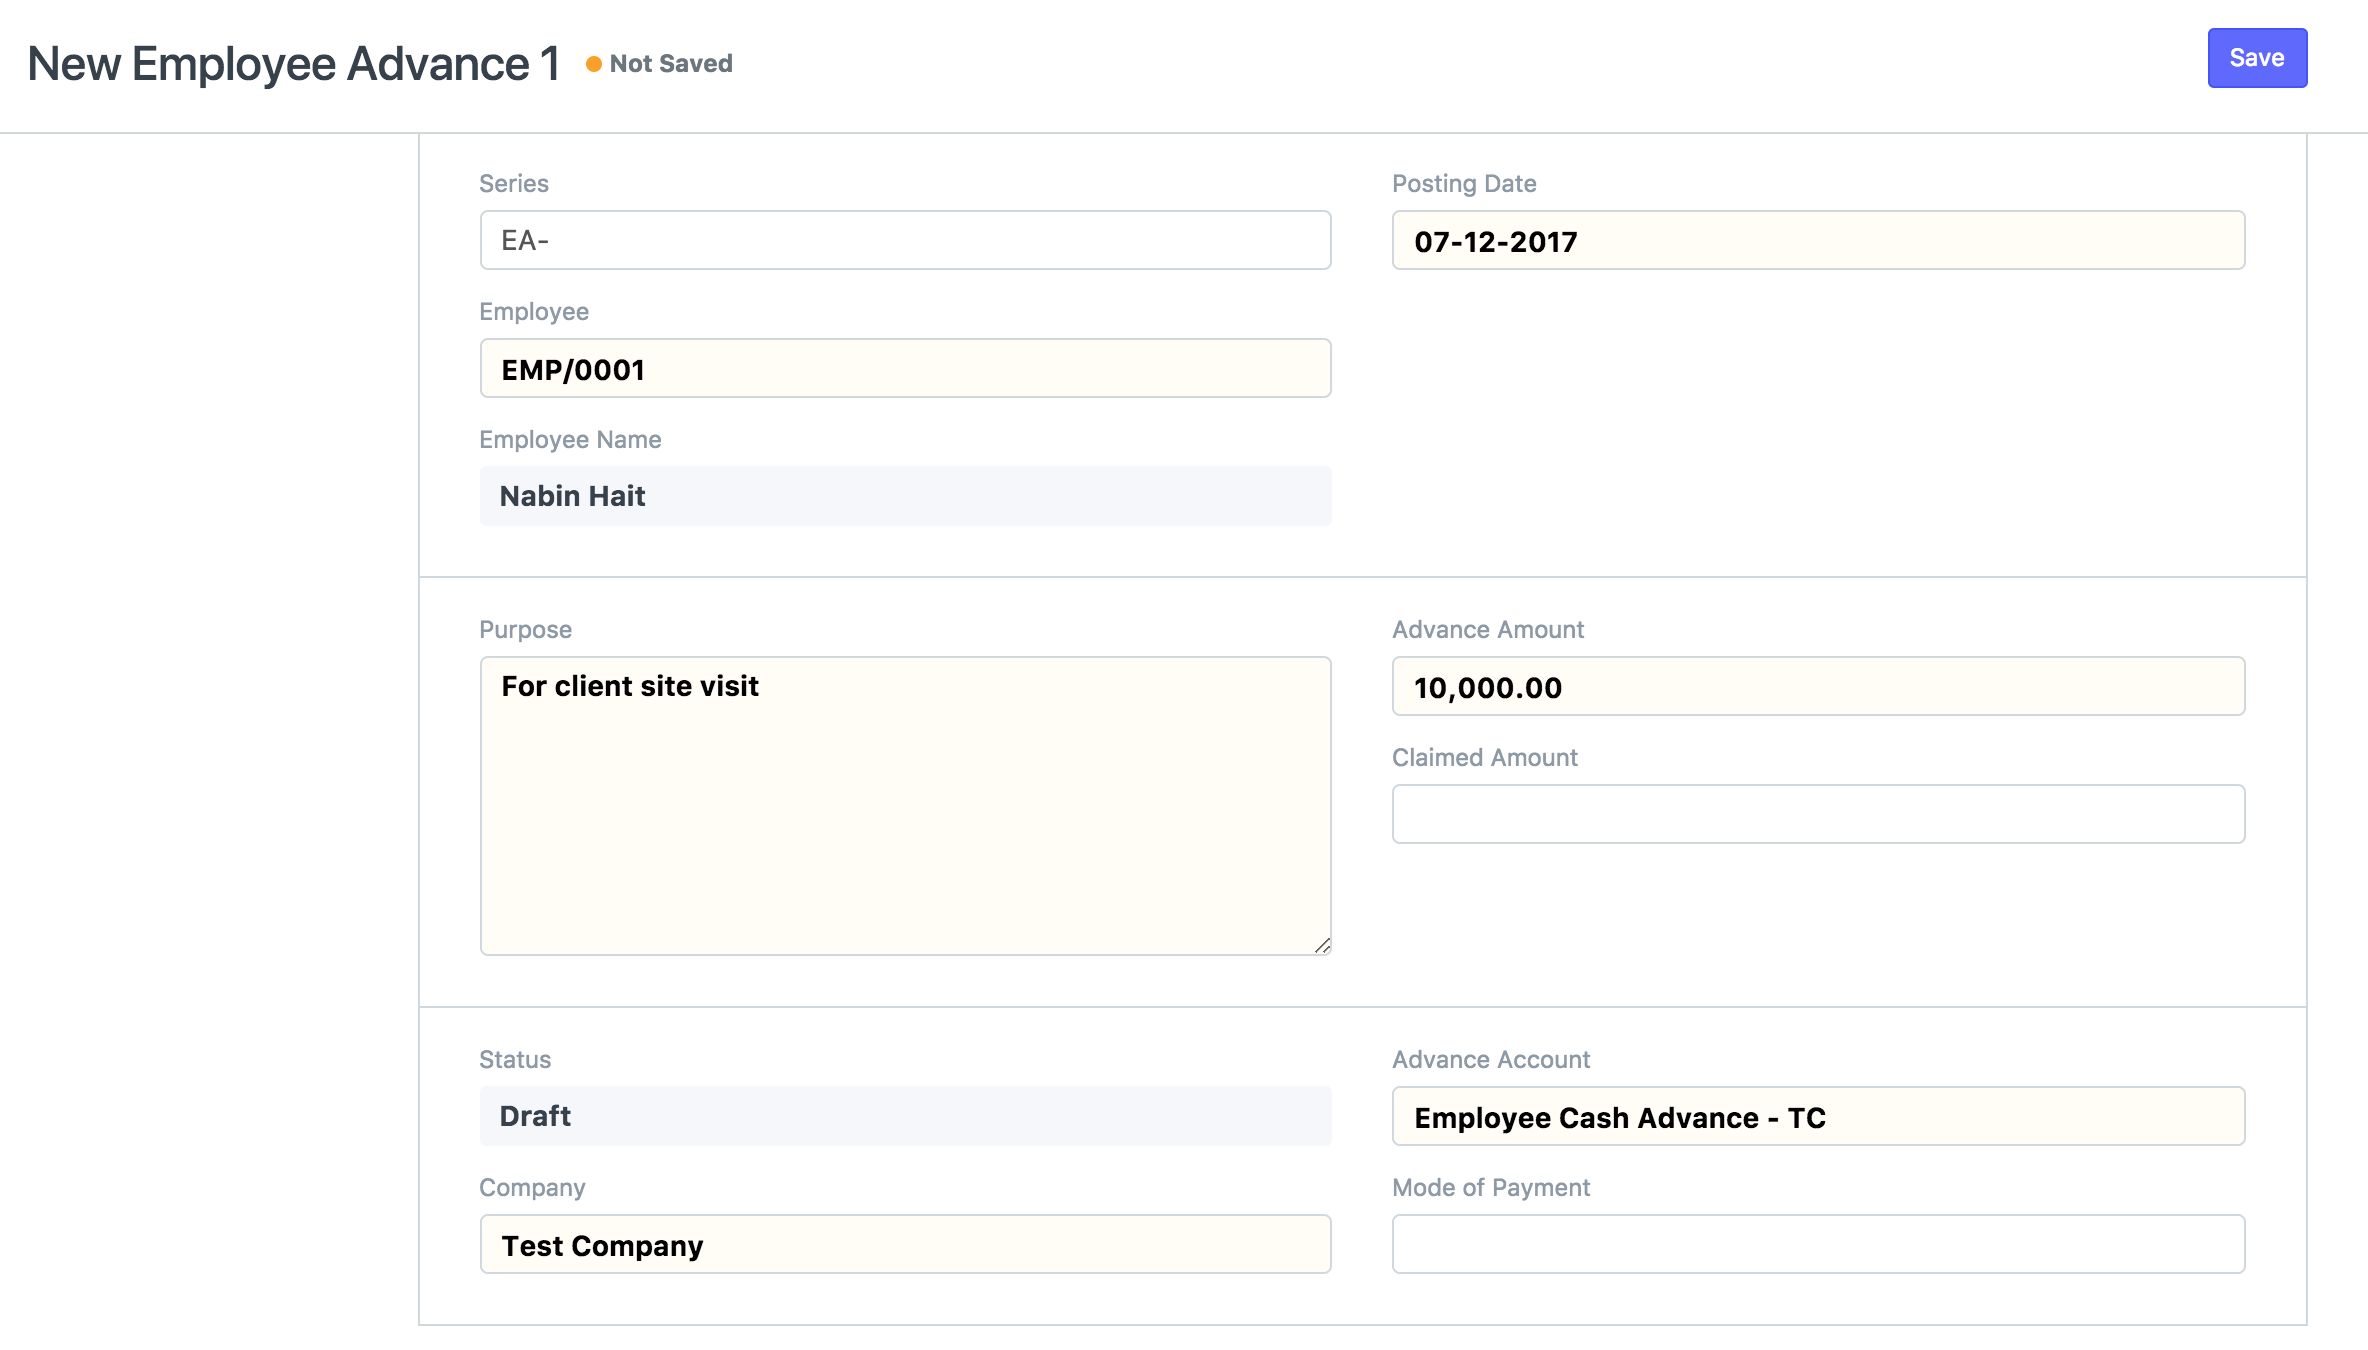 New Employee Advance 1 Not Saved Save
Series
EA-
Posting Date
07-12-2017
Employee
EMP/0001
Employee Name
Nabin Hait
Purpose
For client site visit
Advance Amount
10,000.00
Claimed Amount
Status
Draft
Advance Account
Employee Cash Advance - TC
Company
Test Company
Mode of Payment